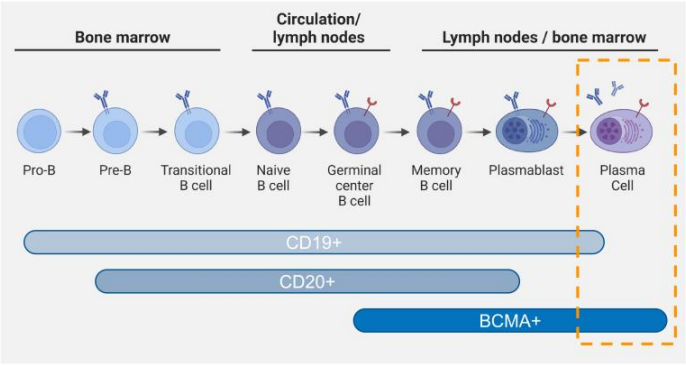 Bone marrow
Circulation/
lymph nodes
Lymph nodes / bone marrow
Pro-B
Pre-B
Transitional
B cell
Naive
B cell
Germinal
center
B cell
Memory
B cell
Plasmablast
Plasma
Cell
CD19+
CD20+
BCMA+